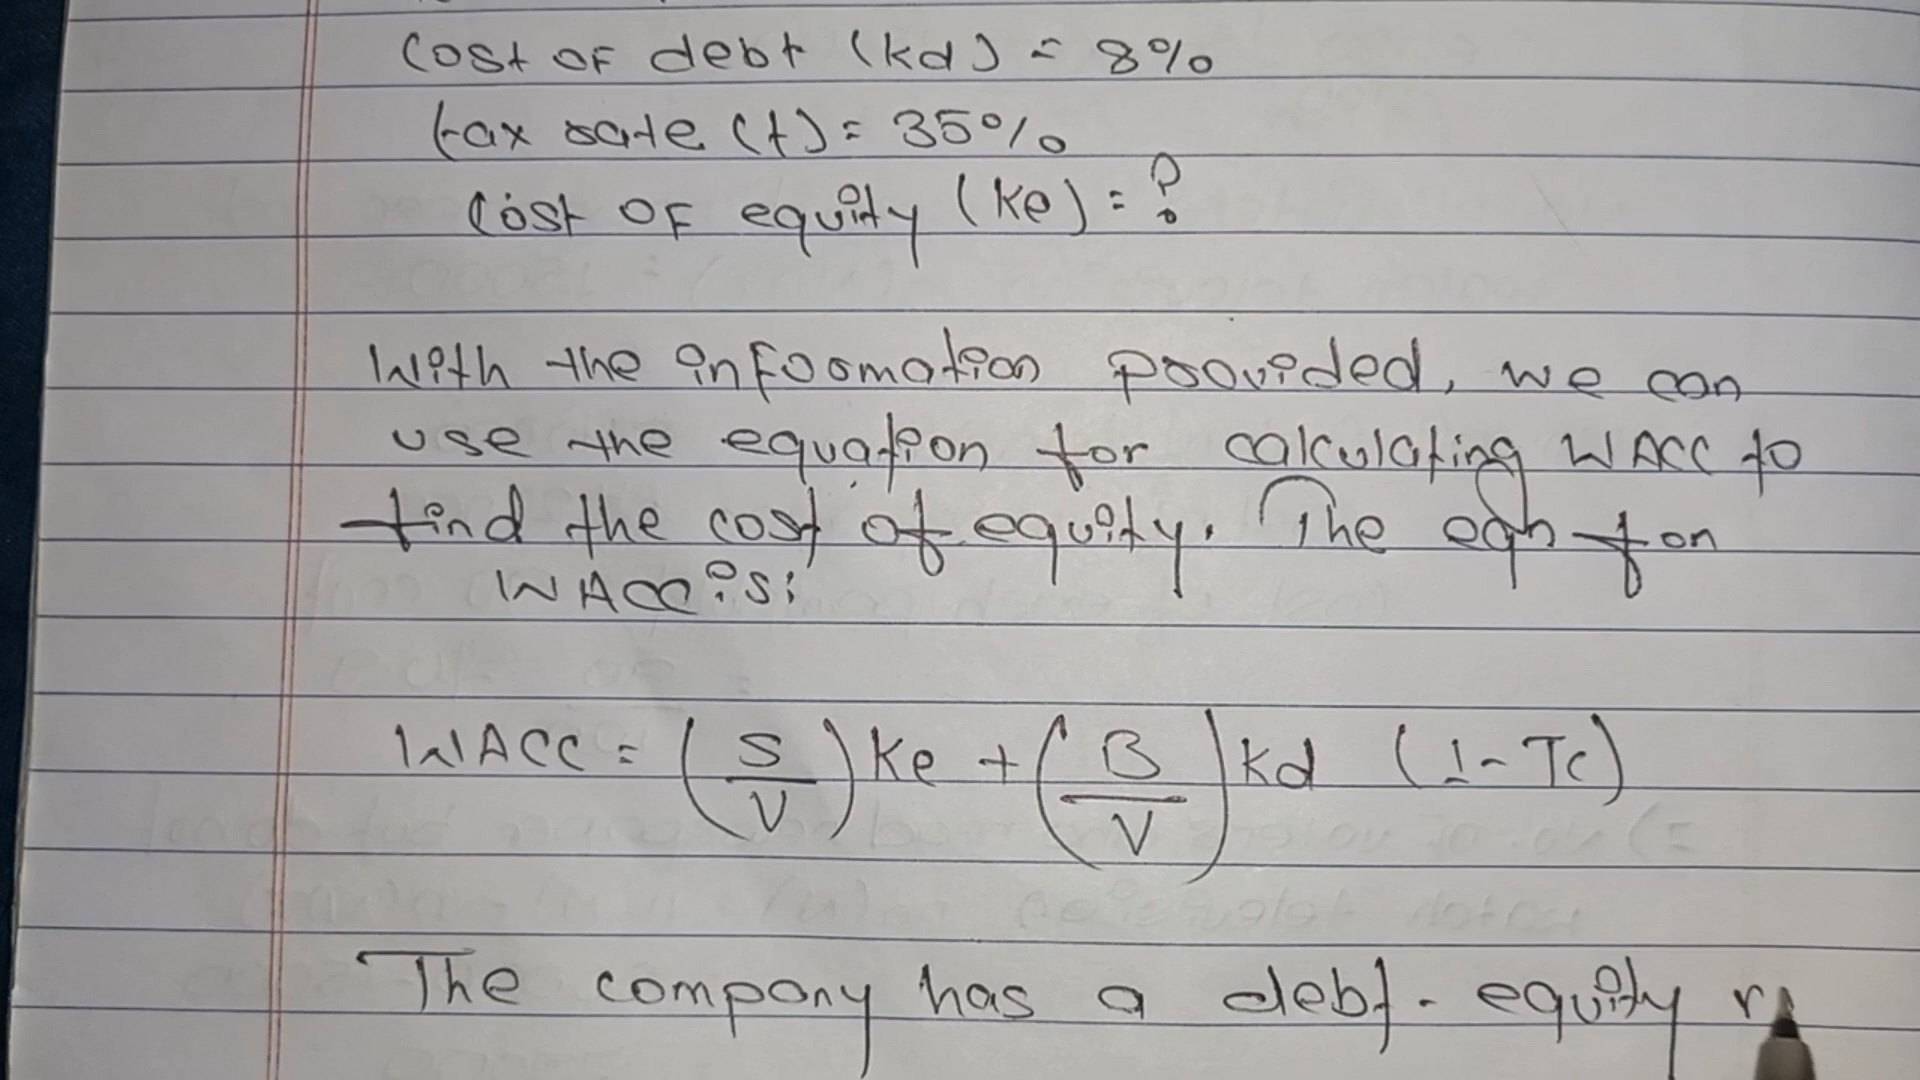 Cost OF debt (kd) = 8%
tax rate (t) = 35%
Cost OF equity (ke) = ?
With the information provided, we can
use the equation for calculating WACC to
find the cost of equity. The eqn for
WACC is:
WACC = (S/V) Ke + (B/V) kd (1-Tc)
The company has a debt-equity